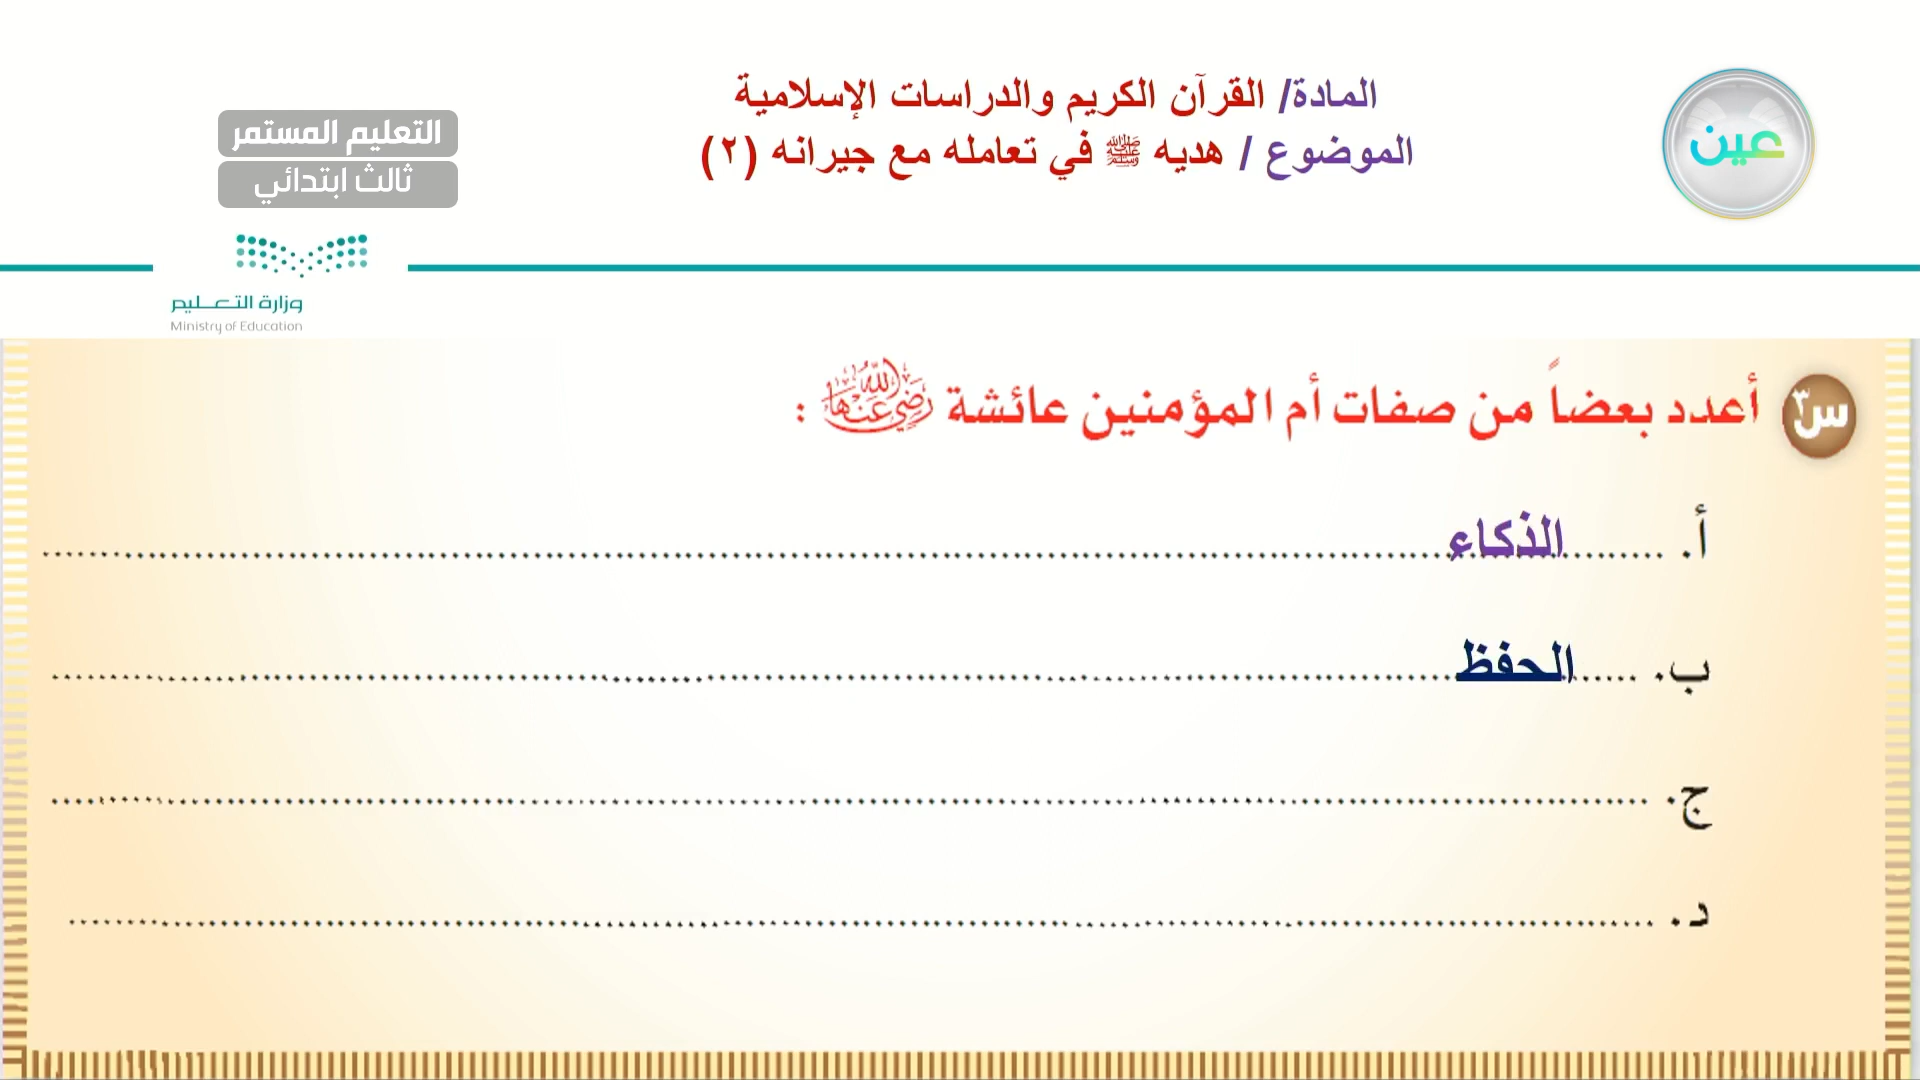 المادة/ القرآن الكريم والدراسات الإسلامية
الموضوع / هديه ﷺ في تعامله مع جيرانه (٢)
عين
التعليم المستمر
ثالث ابتدائي
وزارة التعـــليم
Ministry of Education
س٣ أعدد بعضاً من صفات أم المؤمنين عائشة رضي الله عنها :
أ. الذكاء
ب. الحفظ
ج.
د.